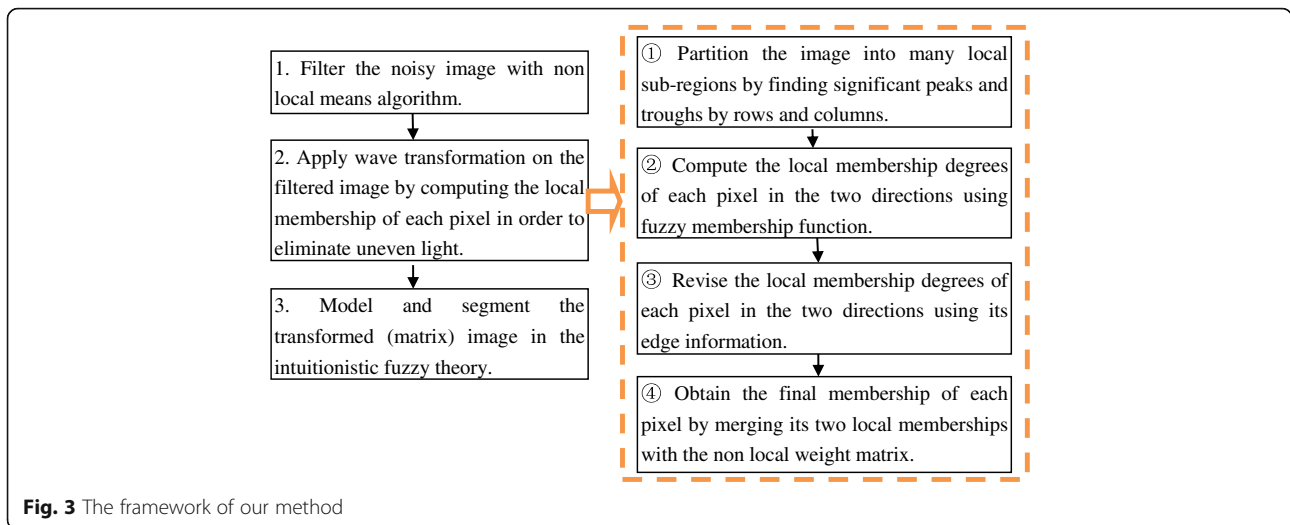 1. Filter the noisy image with non
local means algorithm.
2. Apply wave transformation on the
filtered image by computing the local
membership of each pixel in order to
eliminate uneven light.
3. Model and segment the
transformed (matrix) image in the
intuitionistic fuzzy theory.
① Partition the image into many local
sub-regions by finding significant peaks and
troughs by rows and columns.
② Compute the local membership degrees
of each pixel in the two directions using
fuzzy membership function.
③ Revise the local membership degrees of
each pixel in the two directions using its
edge information.
④ Obtain the final membership of each
pixel by merging its two local memberships
with the non local weight matrix.
Fig. 3 The framework of our method